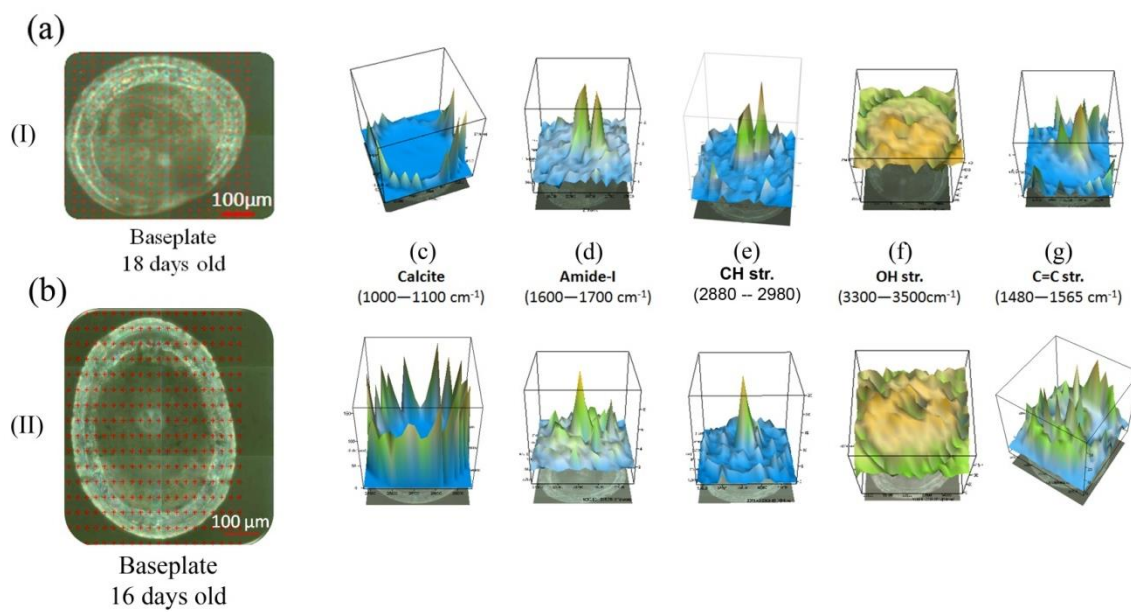 (a)
(I)
100µm
Baseplate
18 days old
(c) (d) (e) (f) (g)
Calcite Amide-I CH str. OH str. C=C str.
(1000—1100 cm-1) (1600—1700 cm-1) (2880 -- 2980) (3300—3500cm-1) (1480—1565 cm-1)
(b)
(II)
100 µm
Baseplate
16 days old